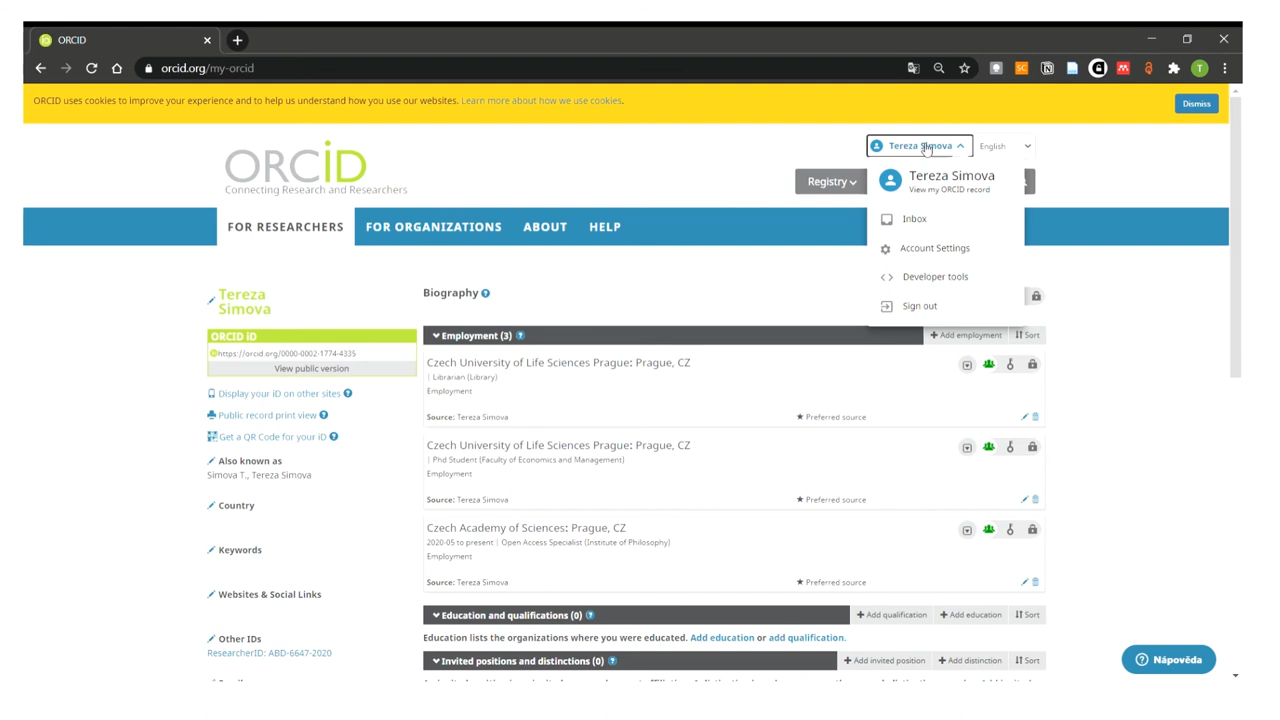 ORCID
orcid.org/my-orcid
ORCID uses cookies to improve your experience and to help us understand how you use our websites. Learn more about how we use cookies.
Dismiss
Tereza Simova
English
ORCID
Connecting Research and Researchers
Registry
Tereza Simova
View my ORCID record
FOR RESEARCHERS
FOR ORGANIZATIONS
ABOUT
HELP
Inbox
Account Settings
Developer tools
Sign out
Tereza
Simova
ORCID iD
https://orcid.org/0000-0002-1774-4335
View public version
Display your iD on other sites
Public record print view
Get a QR Code for your iD
Also known as
Simova T., Tereza Simova
Country
Keywords
Websites & Social Links
Other IDs
ResearcherID: ABD-6647-2020
Biography
Employment (3)
Add employment
Sort
Czech University of Life Sciences Prague: Prague, CZ
| Librarian (Library)
Employment
Source: Tereza Simova
Preferred source
Czech University of Life Sciences Prague: Prague, CZ
| Phd Student (Faculty of Economics and Management)
Employment
Source: Tereza Simova
Preferred source
Czech Academy of Sciences: Prague, CZ
2020-05 to present | Open Access Specialist (Institute of Philosophy)
Employment
Source: Tereza Simova
Preferred source
Education and qualifications (0)
Add qualification
Add education
Sort
Education lists the organizations where you were educated. Add education or add qualification.
Invited positions and distinctions (0)
Add invited position
Add distinction
Sort
Nápověda